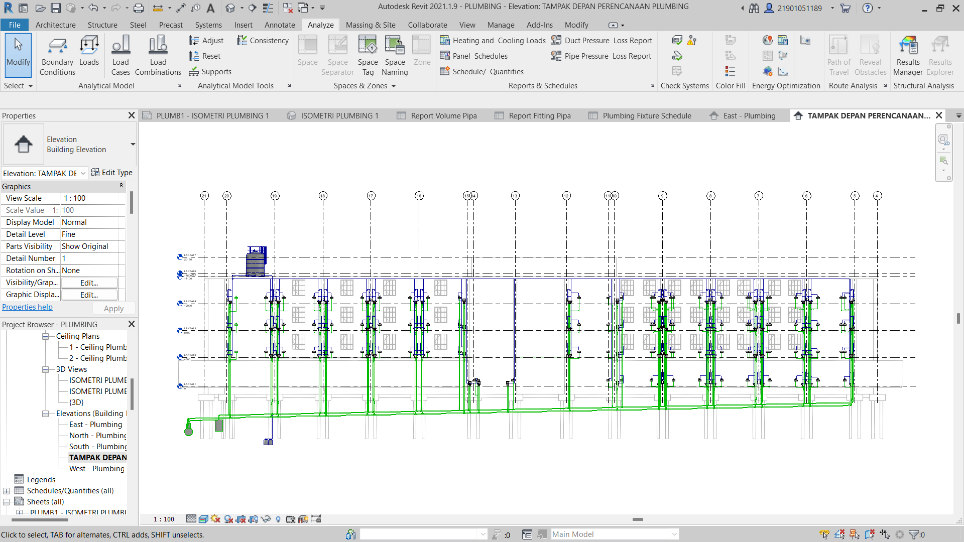 Autodesk Revit 2021.1.9 - PLUMBING - Elevation: TAMPAK DEPAN PERENCANAAN PLUMBING
21901051189
File Architecture Structure Steel Precast Systems Insert Annotate Analyze Massing & Site Collaborate View Manage Add-Ins Modify
Modify
Boundary Conditions
Loads
Load Cases
Load Combinations
Adjust
Reset
Supports
Consistency
Space
Space Separator
Space Tag
Space Naming
Zone
Heating and Cooling Loads
Panel Schedules
Schedule/ Quantities
Duct Pressure Loss Report
Pipe Pressure Loss Report
Path of Travel
Reveal Obstacles
Results Manager
Results Explorer
Select Analytical Model Analytical Model Tools Spaces & Zones Reports & Schedules Check Systems Color Fill Energy Optimization Route Analysis Structural Analysis
Properties
PLUMB1 - ISOMETRI PLUMBING 1
ISOMETRI PLUMBING 1
Report Volume Pipa
Report Fitting Pipa
Plumbing Fixture Schedule
East - Plumbing
TAMPAK DEPAN PERENCANAAN...
Elevation
Building Elevation
Elevation: TAMPAK DE
Edit Type
Graphics
View Scale 1 : 100
Scale Value 1: 100
Display Model Normal
Detail Level Fine
Parts Visibility Show Original
Detail Number 1
Rotation on Sh... None
Visibility/Grap... Edit...
Graphic Displa... Edit...
Properties help
Apply
Project Browser - PLUMBING
Ceiling Plans
1 - Ceiling Plumb
2 - Ceiling Plumb
3D Views
ISOMETRI PLUME
ISOMETRI PLUME
(3D)
Elevations (Building
East - Plumbing
North - Plumbing
South - Plumbing
TAMPAK DEPAN
West - Plumbing
Legends
Schedules/Quantities (all)
Sheets (all)
PLUMB1 - ISOMETRI PL
1 : 100
Click to select, TAB for alternates, CTRL adds, SHIFT unselects.
:0
Main Model
:0